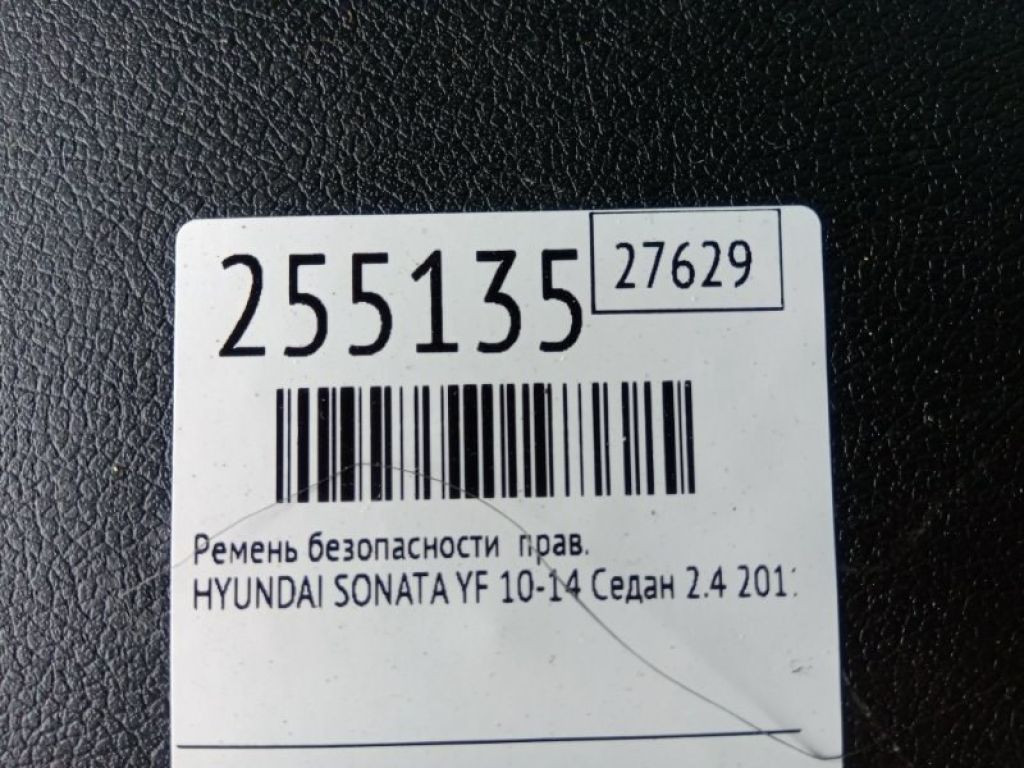 255135
27629
Ремень безопасности прав.
HYUNDAI SONATA YF 10-14 Седан 2.4